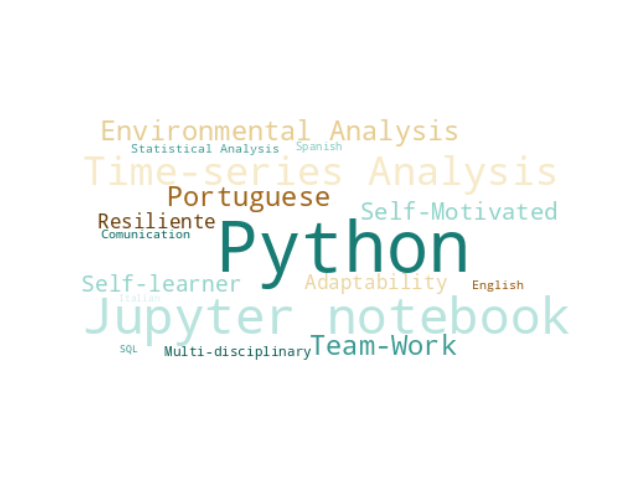 Environmental Analysis
Statistical Analysis
Spanish
Time-series Analysis
Portuguese
Self-Motivated
Resiliente
Comunication
Python
Self-learner
Adaptability
English
Italian
Jupyter notebook
SQL
Multi-disciplinary
Team-Work